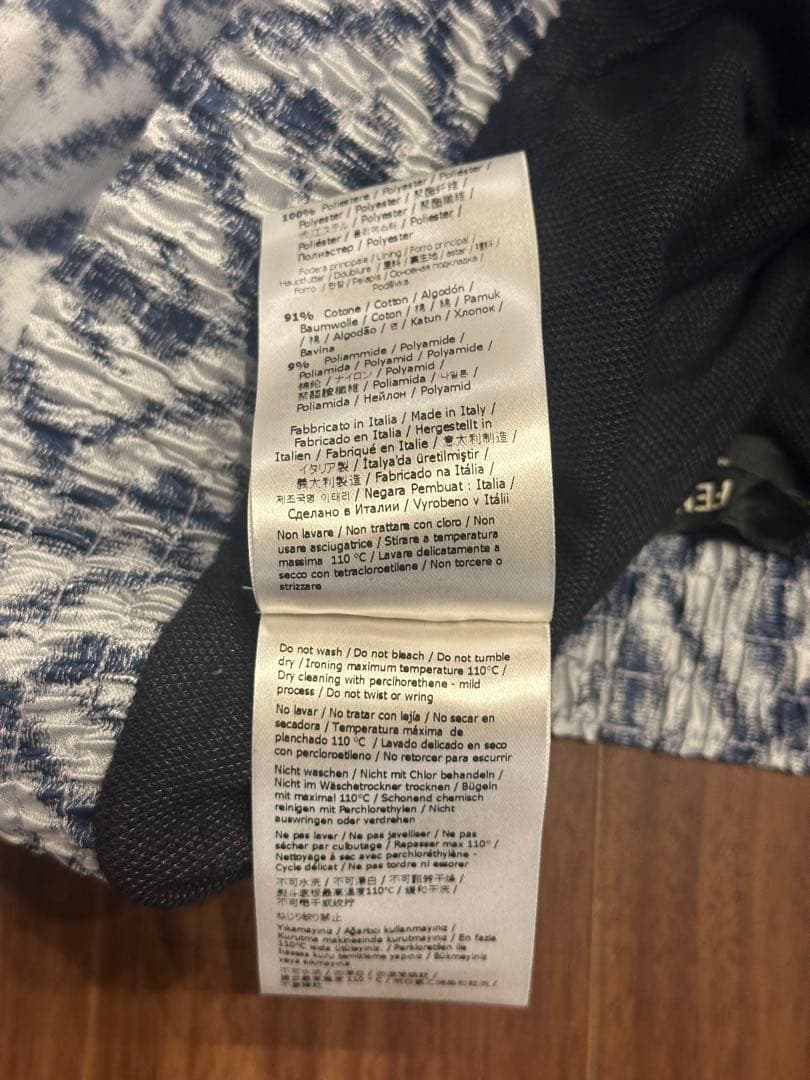 100% Poliestere / Polyester / Poliéster /
Polyester / Polyester / 聚酯纤维 /
ポリエステル / Polyester / 聚酯纖維 /
Poliéster / 폴리에스터 / Poliester /
Полиэстер / Polyester
Fodera principale / Lining / Forro principal /
Hauptfutter / Doublure / 里料 / 裏生地 / astar / 裡料 /
Forro / 안감 / Pelapis / Основная подкладка /
Podšívka
91% Cotone / Cotton / Algodón /
Baumwolle / Coton / 棉 / 綿 / Pamuk
/ 棉 / Algodão / 면 / Katun / Хлопок /
Bavlna
9% Poliammide / Polyamide /
Poliamida / Polyamid / Polyamide /
锦纶 / ナイロン / Polyamid /
聚醯胺纖維 / Poliamida / 나일론 /
Poliamida / Нейлон / Polyamid
Fabbricato in Italia / Made in Italy /
Fabricado en Italia / Hergestellt in
Italien / Fabriqué en Italie / 意大利制造 /
イタリア製 / İtalya'da üretilmiştir /
義大利製造 / Fabricado na Itália /
제조국명 이태리 / Negara Pembuat : Italia /
Сделано в Италии / Vyrobeno v Itálii
Non lavare / Non trattare con cloro / Non
usare asciugatrice / Stirare a temperatura
massima 110 °C / Lavare delicatamente a
secco con tetracloroetilene / Non torcere o
strizzare
Do not wash / Do not bleach / Do not tumble
dry / Ironing maximum temperature 110°C /
Dry cleaning with perclhorethane - mild
process / Do not twist or wring
No lavar / No tratar con lejía / No secar en
secadora / Temperatura máxima de
planchado 110 °C / Lavado delicado en seco
con percloroetileno / No retorcer para escurrir
Nicht waschen / Nicht mit Chlor behandeln /
Nicht im Wäschetrockner trocknen / Bügeln
mit maximal 110°C / Schonend chemisch
reinigen mit Perchlorethylen / Nicht
auswringen oder verdrehen
Ne pas laver / Ne pas javelliser / Ne pas
sécher par culbutage / Repasser max 110° /
Nettoyage à sec avec perchloréthylène -
Cycle délicat / Ne pas tordre ni essorer
不可水洗 / 不可漂白 / 不可翻转干燥 /
熨斗底板最高温度110°C / 缓和干洗 /
不可甩干或绞拧
ねじり絞り禁止
Yıkamayınız / Ağartıcı kullanmayınız /
Kurutma makinesinde kurutmayınız / En fazla
110°C ısıda ütüleyiniz. / Perkloretilen ile
hassas kuru temizleme yapınız / Bükmeyiniz
veya sıkmayınız
110 °C
FE